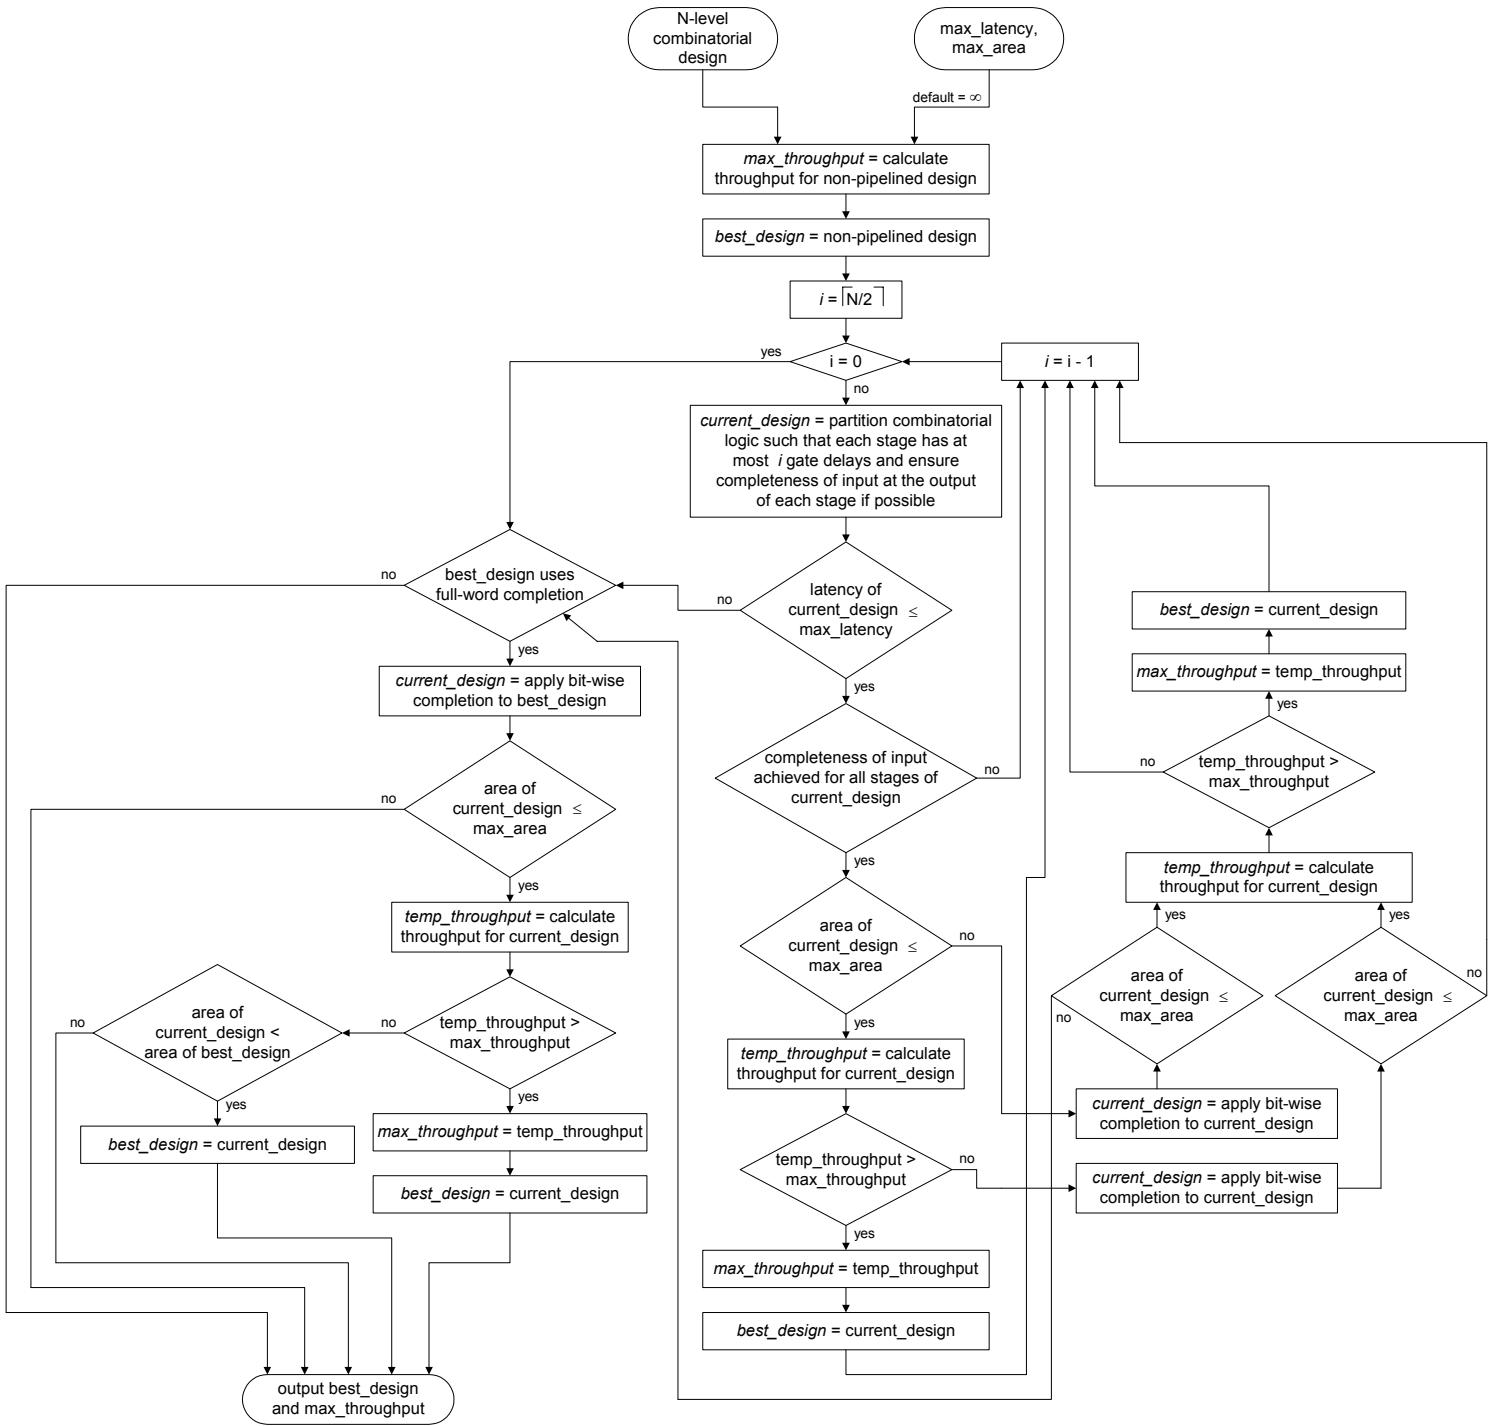 N-level
combinatorial
design
max_latency,
max_area
default = ∞
max_throughput = calculate
throughput for non-pipelined design
best_design = non-pipelined design
i = ⌈N/2⌉
i = 0
yes
no
i = i - 1
current_design = partition combinatorial
logic such that each stage has at
most i gate delays and ensure
completeness of input at the output
of each stage if possible
latency of
current_design ≤
max_latency
no
yes
completeness of input
achieved for all stages of
current_design
no
yes
area of
current_design ≤
max_area
no
yes
temp_throughput = calculate
throughput for current_design
temp_throughput >
max_throughput
no
yes
max_throughput = temp_throughput
best_design = current_design
best_design uses
full-word completion
no
yes
current_design = apply bit-wise
completion to best_design
area of
current_design ≤
max_area
no
yes
temp_throughput = calculate
throughput for current_design
temp_throughput >
max_throughput
no
yes
max_throughput = temp_throughput
best_design = current_design
area of
current_design <
area of best_design
no
yes
best_design = current_design
output best_design
and max_throughput
best_design = current_design
max_throughput = temp_throughput
yes
temp_throughput >
max_throughput
no
temp_throughput = calculate
throughput for current_design
yes
yes
area of
current_design ≤
max_area
no
area of
current_design ≤
max_area
no
current_design = apply bit-wise
completion to current_design
current_design = apply bit-wise
completion to current_design